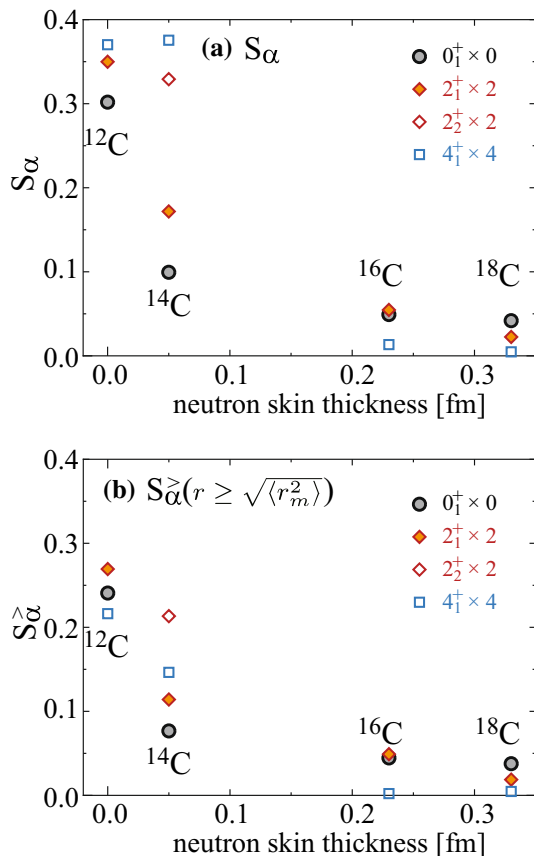 0.4
(a) Sα
0₁⁺ × 0
2₁⁺ × 2
2₂⁺ × 2
4₁⁺ × 4
0.3
¹²C
Sα
0.2
0.1
¹⁴C
¹⁶C
¹⁸C
0.0
0.0 0.1 0.2 0.3
neutron skin thickness [fm]
0.4
(b) Sα^>(r ≥ √⟨r²ₘ⟩)
0₁⁺ × 0
2₁⁺ × 2
2₂⁺ × 2
4₁⁺ × 4
0.3
Sα^>
0.2
¹²C
0.1
¹⁴C
¹⁶C
¹⁸C
0.0
0.0 0.1 0.2 0.3
neutron skin thickness [fm]